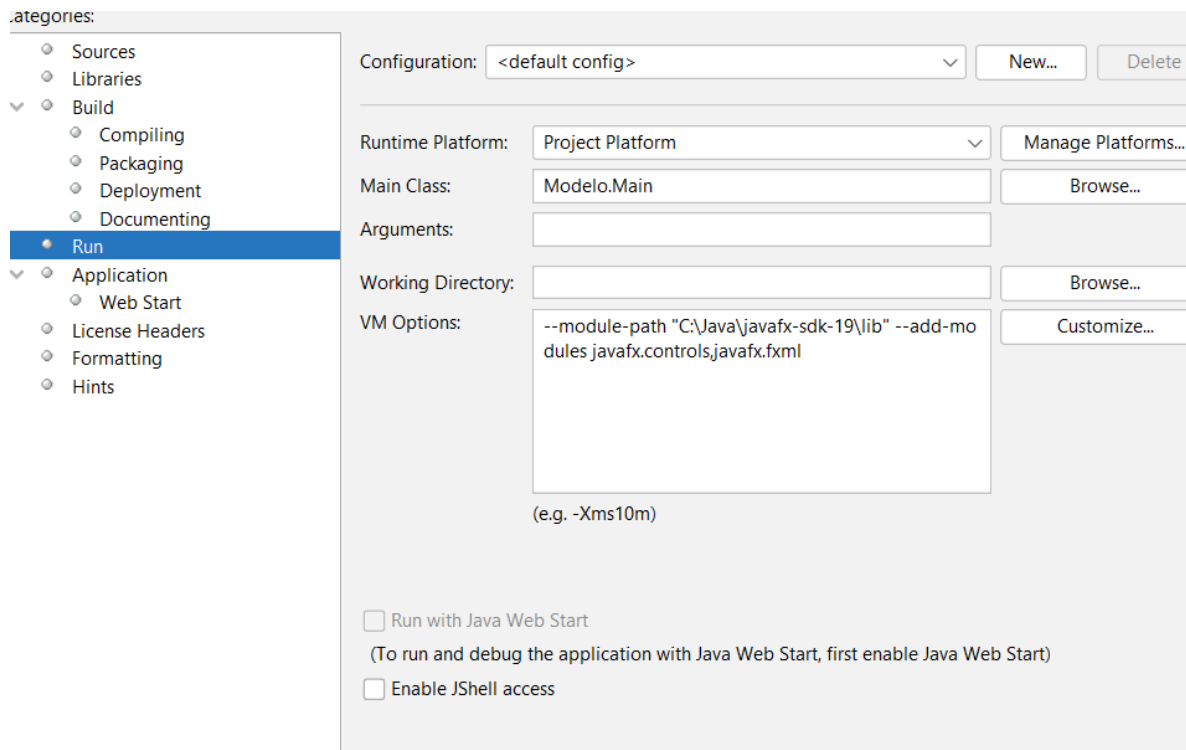 Categories:
Sources
Libraries
Build
Compiling
Packaging
Deployment
Documenting
Run
Application
Web Start
License Headers
Formatting
Hints
Configuration: <default config> New... Delete
Runtime Platform: Project Platform Manage Platforms...
Main Class: Modelo.Main Browse...
Arguments:
Working Directory: Browse...
VM Options: --module-path "C:\Java\javafx-sdk-19\lib" --add-mo Customize...
dules javafx.controls,javafx.fxml
(e.g. -Xms10m)
Run with Java Web Start
(To run and debug the application with Java Web Start, first enable Java Web Start)
Enable JShell access